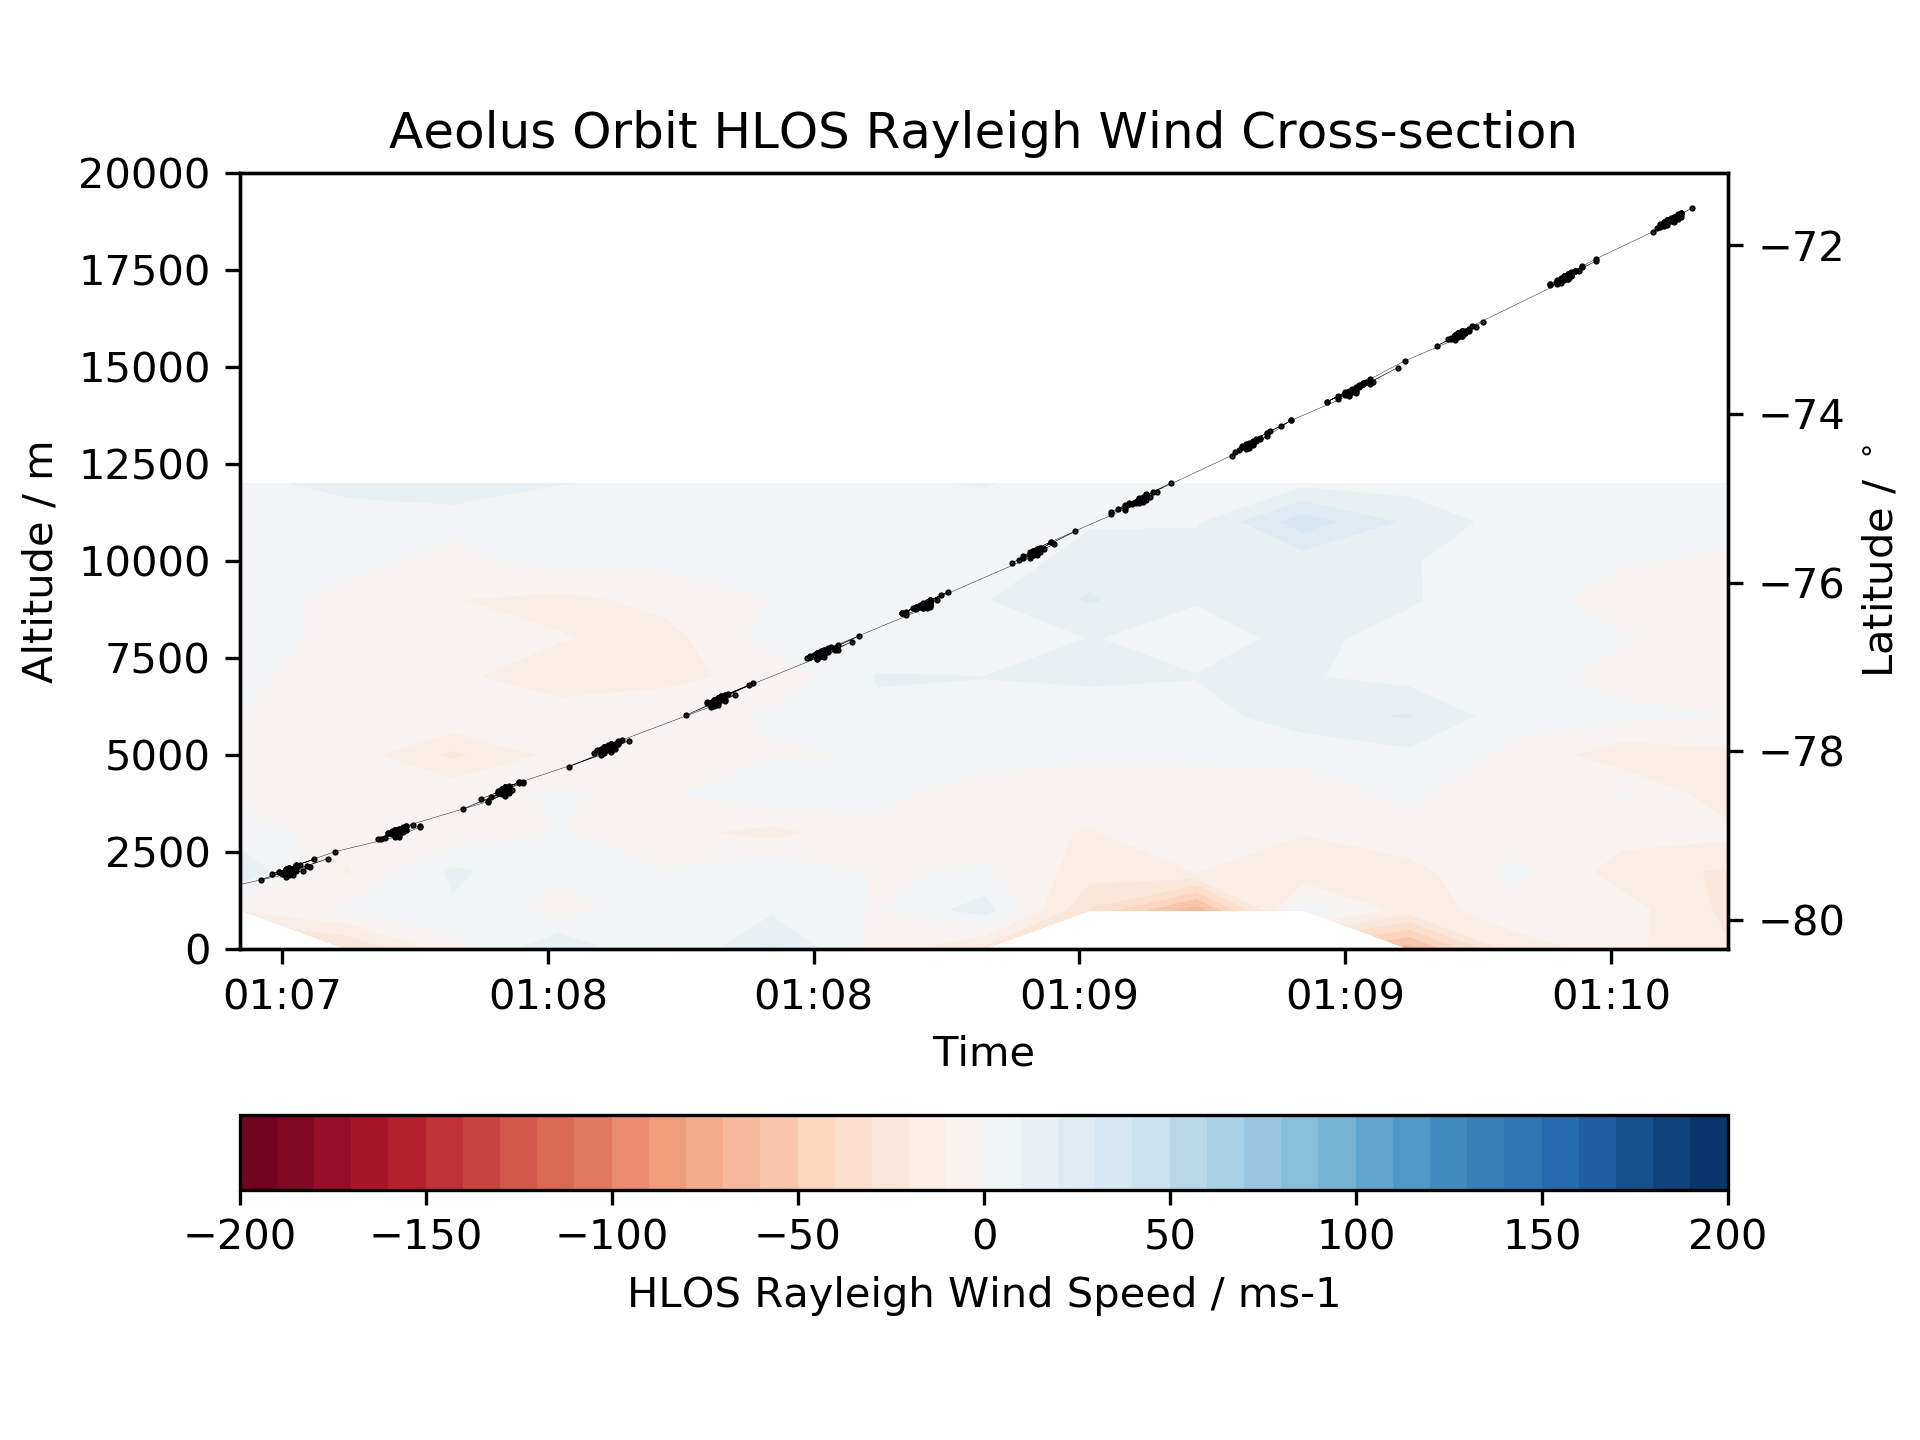 Aeolus Orbit HLOS Rayleigh Wind Cross-section
20000
17500
15000
12500
10000
7500
5000
2500
0
Altitude / m
−72
−74
−76
−78
−80
Latitude / °
01:07 01:08 01:08 01:09 01:09 01:10
Time
−200 −150 −100 −50 0 50 100 150 200
HLOS Rayleigh Wind Speed / ms-1